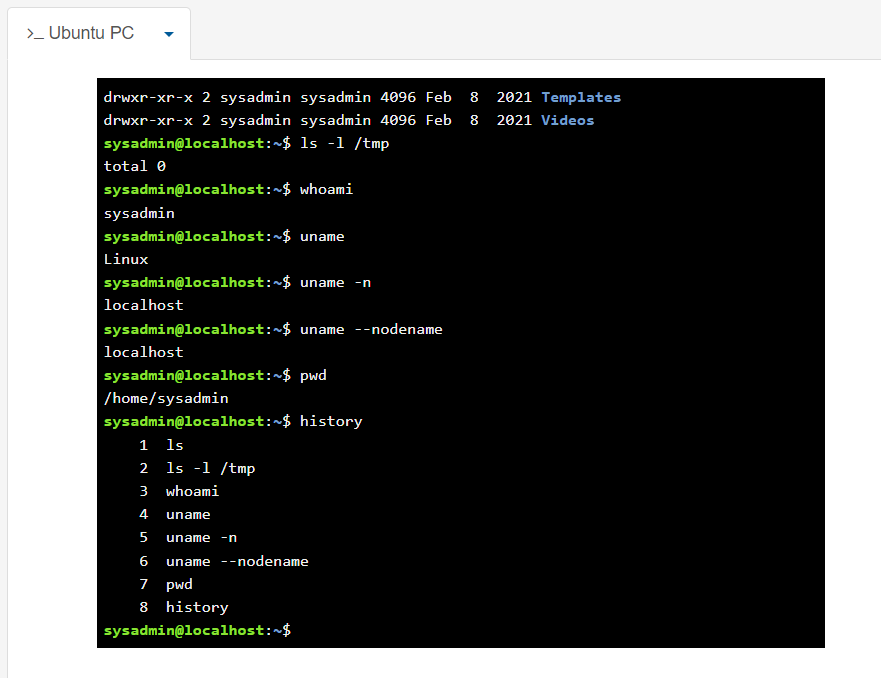 >_ Ubuntu PC
drwxr-xr-x 2 sysadmin sysadmin 4096 Feb  8  2021 Templates
drwxr-xr-x 2 sysadmin sysadmin 4096 Feb  8  2021 Videos
sysadmin@localhost:~$ ls -l /tmp
total 0
sysadmin@localhost:~$ whoami
sysadmin
sysadmin@localhost:~$ uname
Linux
sysadmin@localhost:~$ uname -n
localhost
sysadmin@localhost:~$ uname --nodename
localhost
sysadmin@localhost:~$ pwd
/home/sysadmin
sysadmin@localhost:~$ history
    1  ls
    2  ls -l /tmp
    3  whoami
    4  uname
    5  uname -n
    6  uname --nodename
    7  pwd
    8  history
sysadmin@localhost:~$